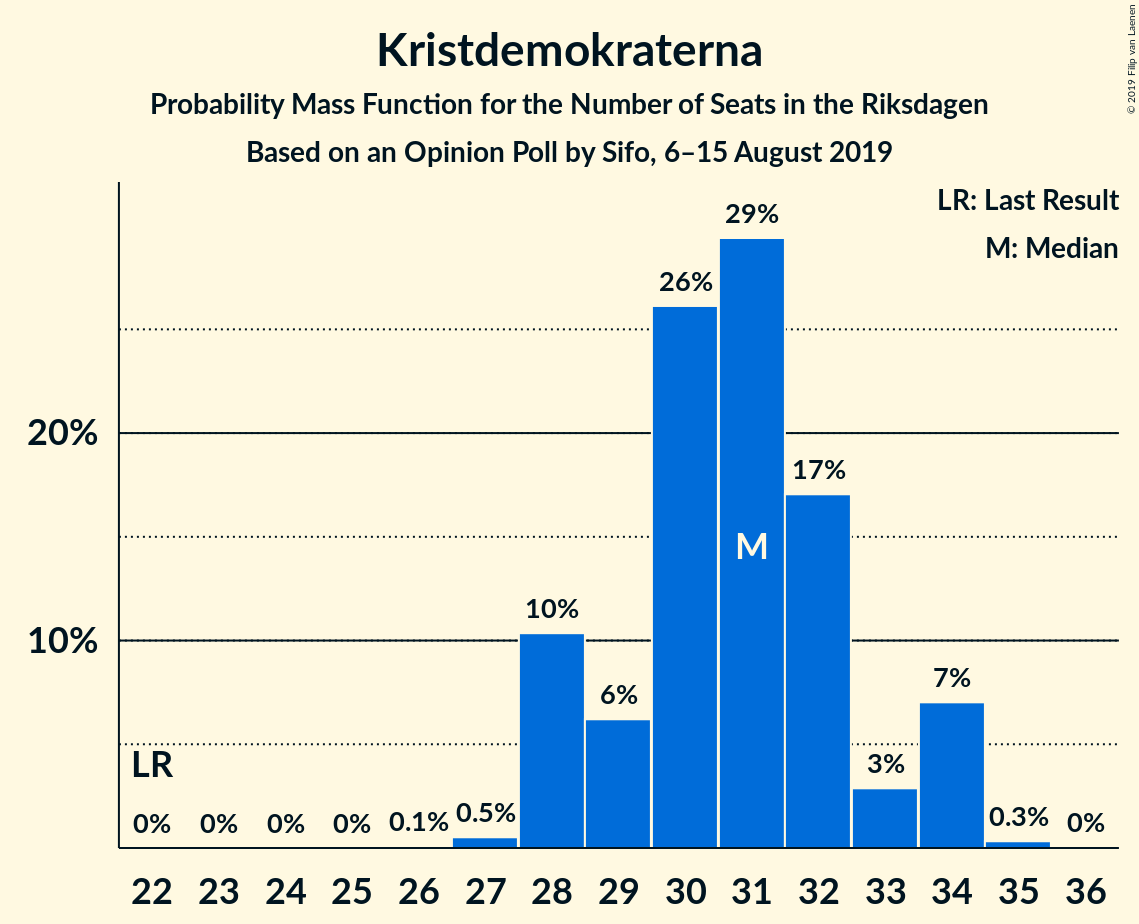 Kristdemokraterna
Probability Mass Function for the Number of Seats in the Riksdagen
Based on an Opinion Poll by Sifo, 6–15 August 2019
© 2019 Filip van Laenen
LR: Last Result
M: Median
29%
26%
20%
17%
M
10%
10%
6%
7%
LR
3%
0% 0% 0% 0% 0.1% 0.5% 0.3% 0%
22 23 24 25 26 27 28 29 30 31 32 33 34 35 36